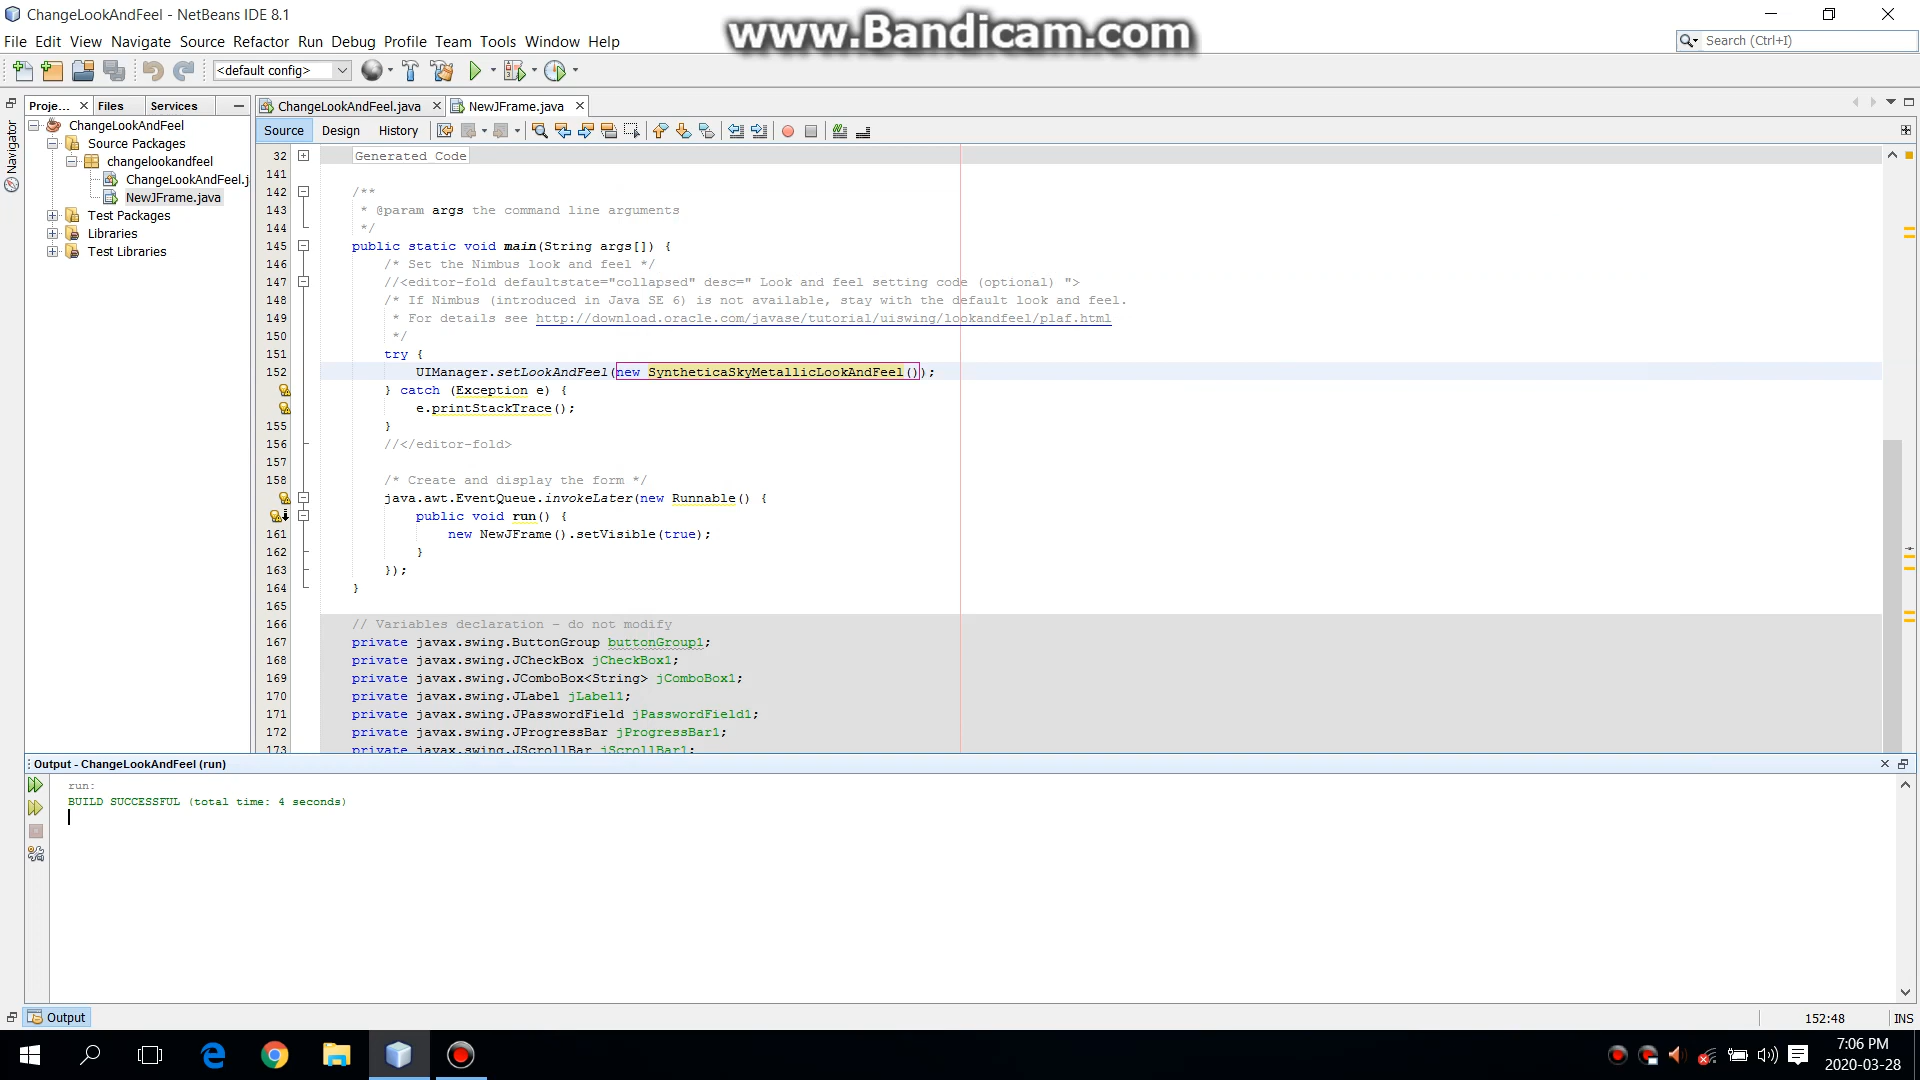 ChangeLookAndFeel - NetBeans IDE 8.1
www.Bandicam.com
File Edit View Navigate Source Refactor Run Debug Profile Team Tools Window Help
Search (Ctrl+I)
<default config>
Proje... Files Services
ChangeLookAndFeel.java NewJFrame.java
Navigator
ChangeLookAndFeel
Source Packages
changelookandfeel
ChangeLookAndFeel.j
NewJFrame.java
Test Packages
Libraries
Test Libraries
Source Design History
32 Generated Code
141
142 /**
143 * @param args the command line arguments
144 */
145 public static void main(String args[]) {
146 /* Set the Nimbus look and feel */
147 //<editor-fold defaultstate="collapsed" desc=" Look and feel setting code (optional) ">
148 /* If Nimbus (introduced in Java SE 6) is not available, stay with the default look and feel.
149 * For details see http://download.oracle.com/javase/tutorial/uiswing/lookandfeel/plaf.html
150 */
151 try {
152 UIManager.setLookAndFeel(new SyntheticaSkyMetallicLookAndFeel());
} catch (Exception e) {
e.printStackTrace();
155 }
156 //</editor-fold>
157
158 /* Create and display the form */
java.awt.EventQueue.invokeLater(new Runnable() {
public void run() {
161 new NewJFrame().setVisible(true);
162 }
163 });
164 }
165
166 // Variables declaration - do not modify
167 private javax.swing.ButtonGroup buttonGroup1;
168 private javax.swing.JCheckBox jCheckBox1;
169 private javax.swing.JComboBox<String> jComboBox1;
170 private javax.swing.JLabel jLabel1;
171 private javax.swing.JPasswordField jPasswordField1;
172 private javax.swing.JProgressBar jProgressBar1;
173 private javax.swing.JScrollBar jScrollBar1;
Output - ChangeLookAndFeel (run)
run:
BUILD SUCCESSFUL (total time: 4 seconds)
Output
152:48 INS
7:06 PM
2020-03-28